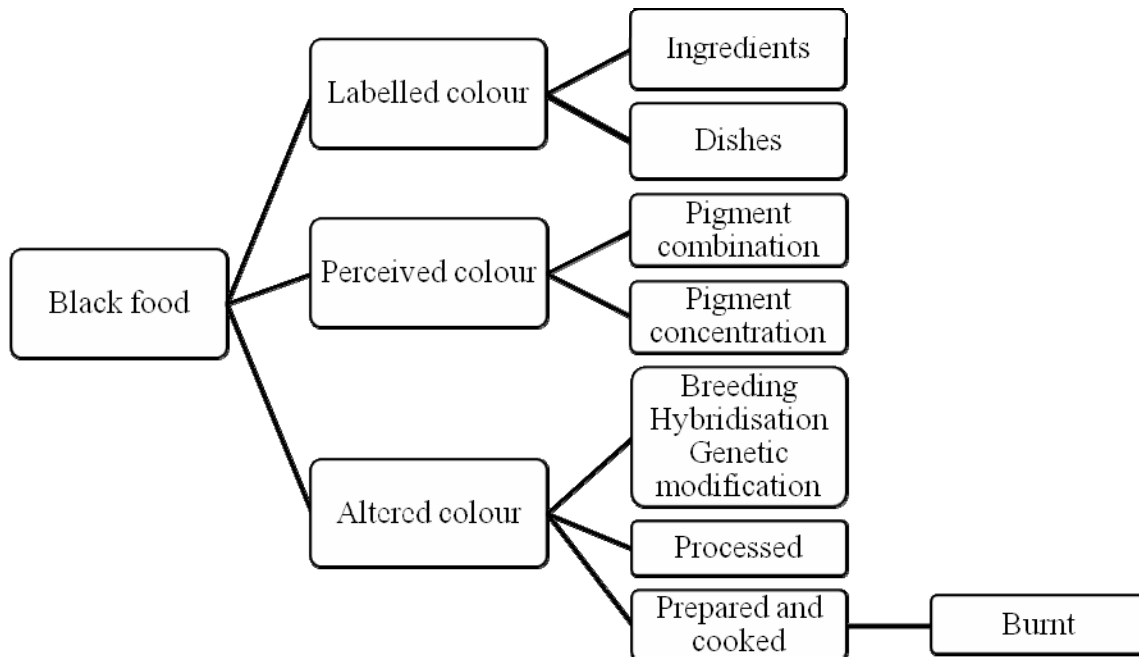 Black food
Labelled colour
Ingredients
Dishes
Perceived colour
Pigment
combination
Pigment
concentration
Altered colour
Breeding
Hybridisation
Genetic
modification
Processed
Prepared and
cooked
Burnt